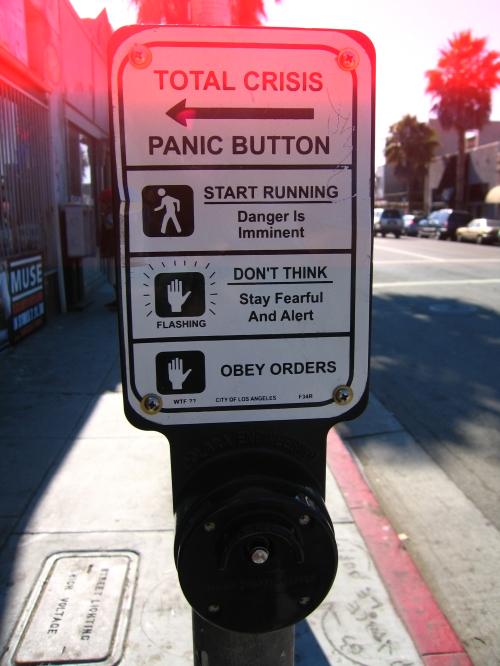 TOTAL CRISIS
PANIC BUTTON
START RUNNING
Danger Is
Imminent
DON'T THINK
Stay Fearful
And Alert
FLASHING
OBEY ORDERS
WTF ??
CITY OF LOS ANGELES
F34R
MUSE
STREET LIGHTING
HIGH VOLTAGE